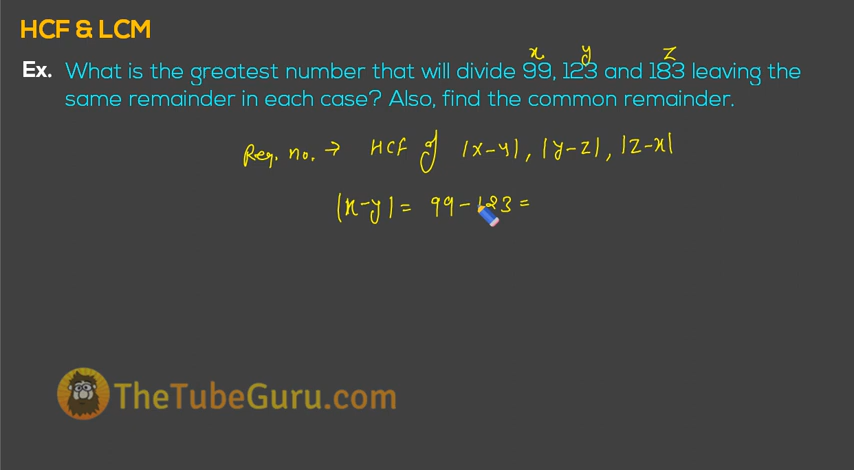 HCF & LCM
x y z
Ex. What is the greatest number that will divide 99, 123 and 183 leaving the
same remainder in each case? Also, find the common remainder.
Req. no. → HCF of |x-y|, |y-z|, |z-x|
|x-y| = 99-123 =
TheTubeGuru.com